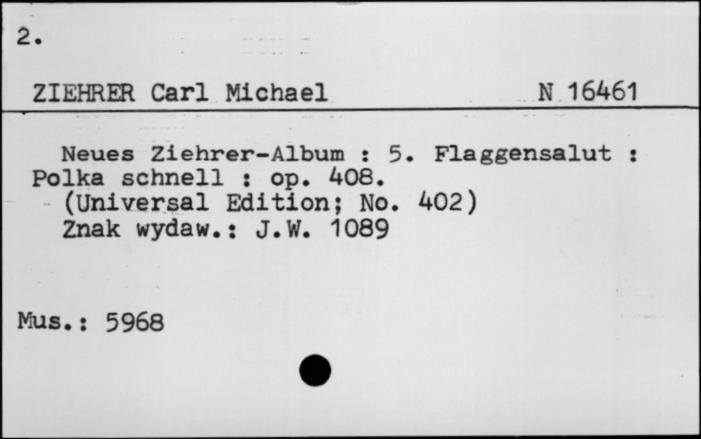 2.
ZIEHRER Carl Michael N 16461
Neues Ziehrer-Album : 5. Flaggensalut :
Polka schnell : op. 408.
(Universal Edition; No. 402)
Znak wydaw.: J.W. 1089
Mus.: 5968